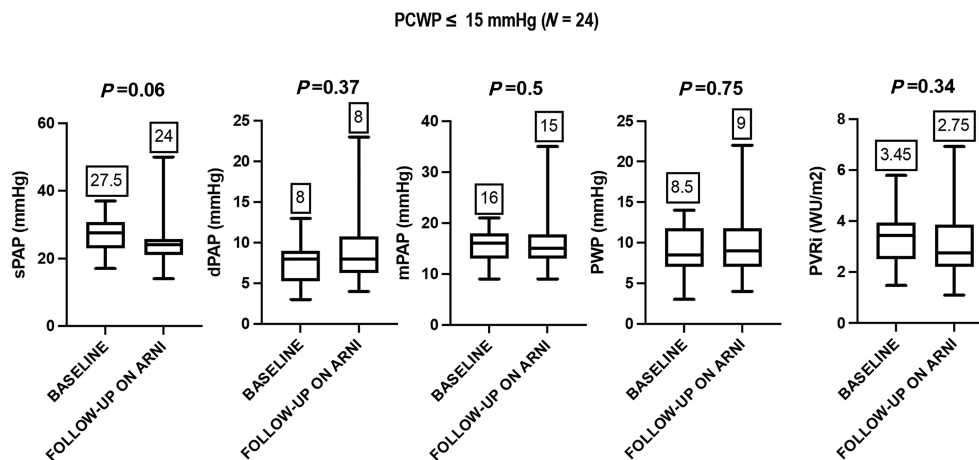 PCWP ≤ 15 mmHg (N = 24)
P=0.06
60
40
20
0
sPAP (mmHg)
27.5
24
BASELINE
FOLLOW-UP ON ARNI
P=0.37
25
20
15
10
5
0
dPAP (mmHg)
8
8
BASELINE
FOLLOW-UP ON ARNI
P=0.5
40
30
20
10
0
mPAP (mmHg)
16
15
BASELINE
FOLLOW-UP ON ARNI
P=0.75
25
20
15
10
5
0
PWP (mmHg)
8.5
9
BASELINE
FOLLOW-UP ON ARNI
P=0.34
8
6
4
2
0
PVRi (WU/m2)
3.45
2.75
BASELINE
FOLLOW-UP ON ARNI